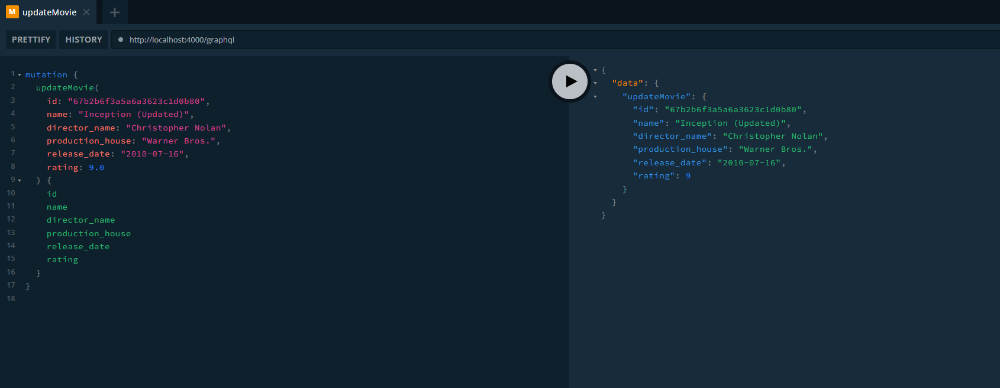 M updateMovie
PRETTIFY HISTORY http://localhost:4000/graphql
1 mutation {
2 updateMovie(
3 id: "67b2b6f3a5a6a3623c1d0b80",
4 name: "Inception (Updated)",
5 director_name: "Christopher Nolan",
6 production_house: "Warner Bros.",
7 release_date: "2010-07-16",
8 rating: 9.0
9 ) {
10 id
11 name
12 director_name
13 production_house
14 release_date
15 rating
16 }
17 }
18
{
"data": {
"updateMovie": {
"id": "67b2b6f3a5a6a3623c1d0b80",
"name": "Inception (Updated)",
"director_name": "Christopher Nolan",
"production_house": "Warner Bros.",
"release_date": "2010-07-16",
"rating": 9
}
}
}